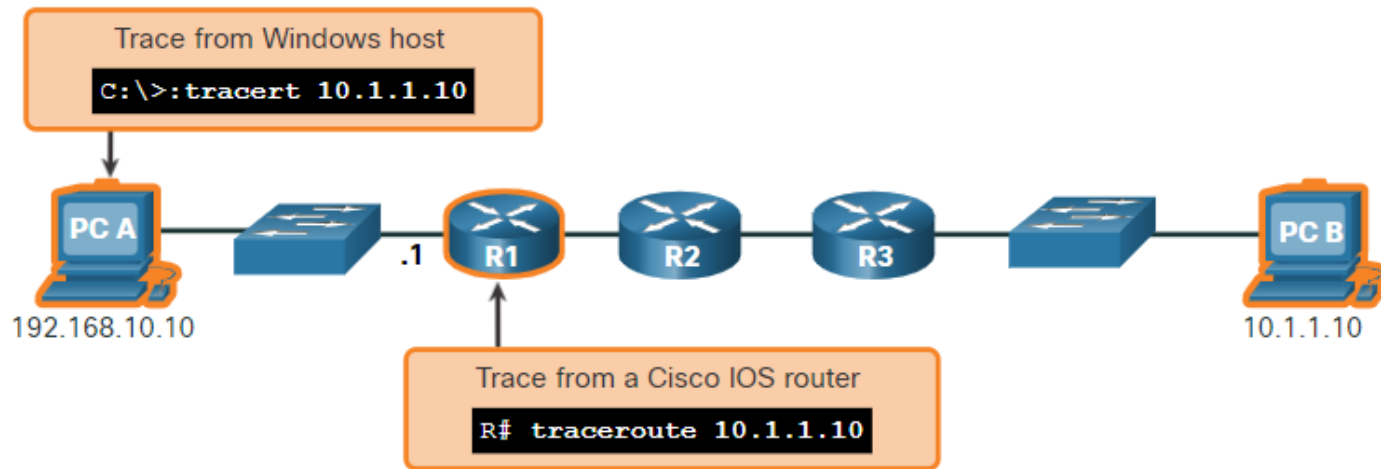 Trace from Windows host
C:\>:tracert 10.1.1.10
PC A
.1
R1
R2
R3
PC B
192.168.10.10
10.1.1.10
Trace from a Cisco IOS router
R# traceroute 10.1.1.10